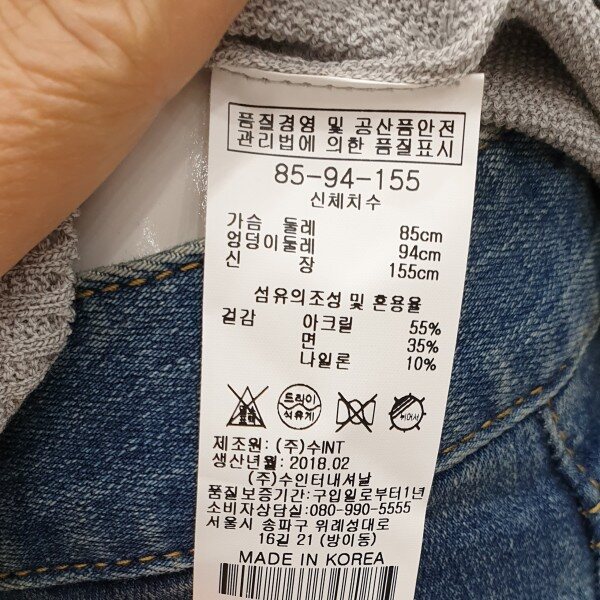 품질경영 및 공산품안전
관리법에 의한 품질표시
85-94-155
신체치수
가슴 둘레 85cm
엉덩이둘레 94cm
신 장 155cm
섬유의조성 및 혼용율
겉감 아크릴 55%
면 35%
나일론 10%
드라이
석유계
제조원: (주)수INT
생산년월: 2018.02
(주)수인터내셔날
품질보증기간:구입일로부터1년
소비자상담실:080-990-5555
서울시 송파구 위례성대로
16길 21 (방이동)
MADE IN KOREA